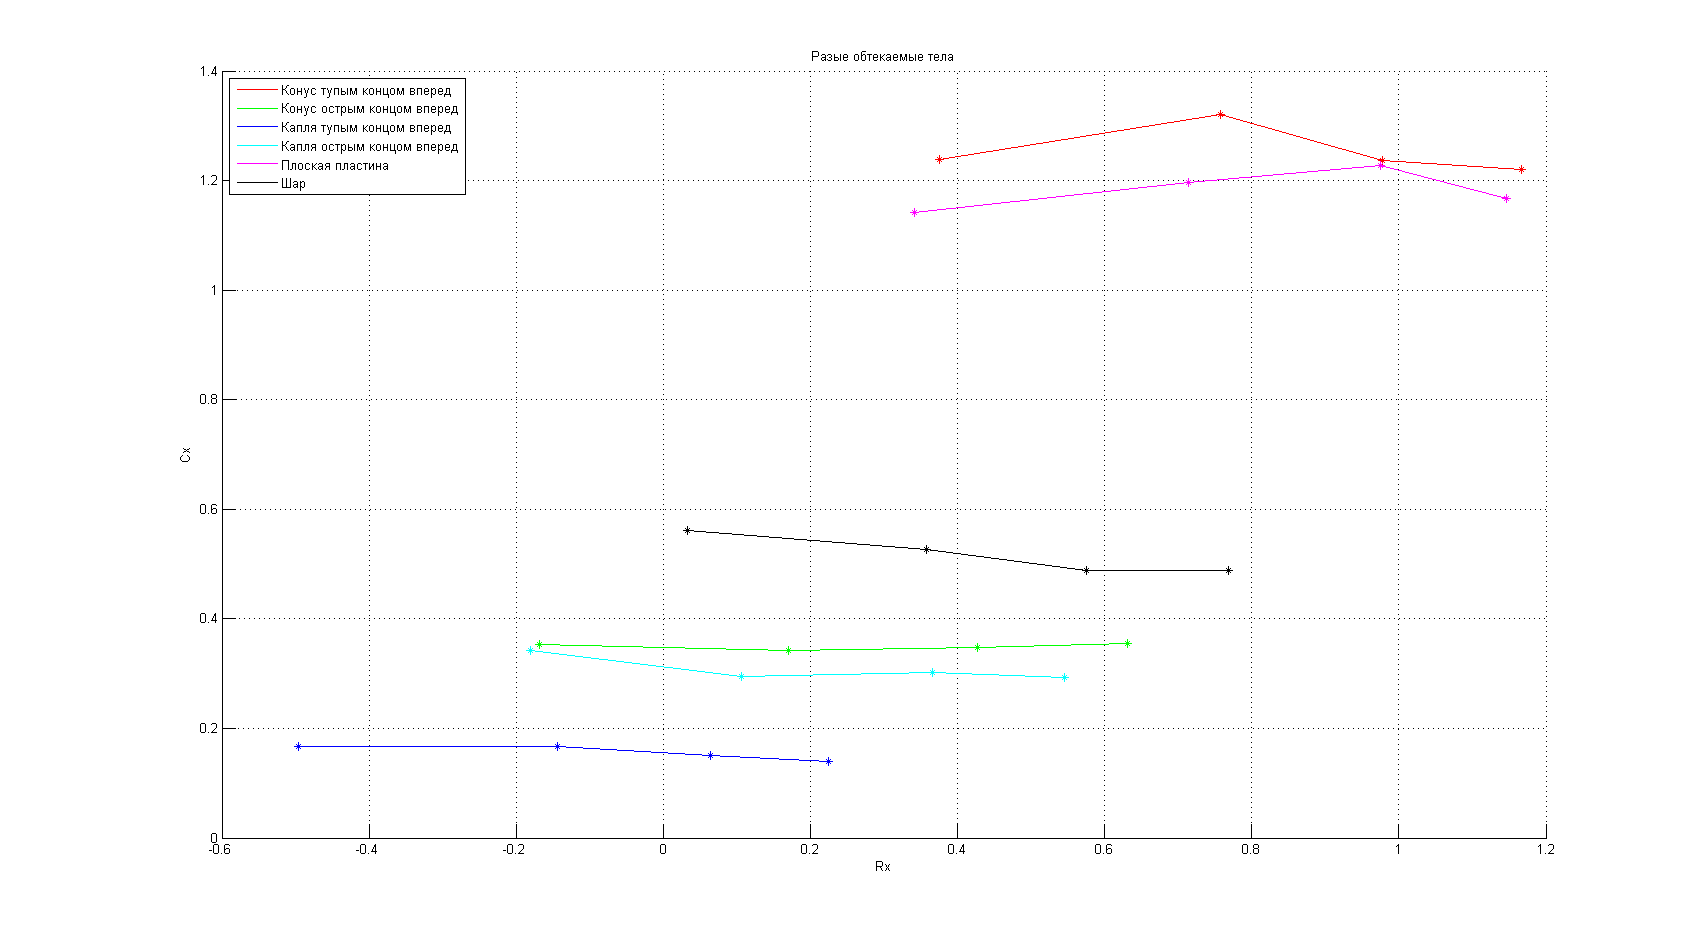 Разые обтекаемые тела
1.4
Конус тупым концом вперед
Конус острым концом вперед
Капля тупым концом вперед
Капля острым концом вперед
Плоская пластина
Шар
1.2
1
0.8
Cx
0.6
0.4
0.2
0
-0.6 -0.4 -0.2 0 0.2 0.4 0.6 0.8 1 1.2
Rx